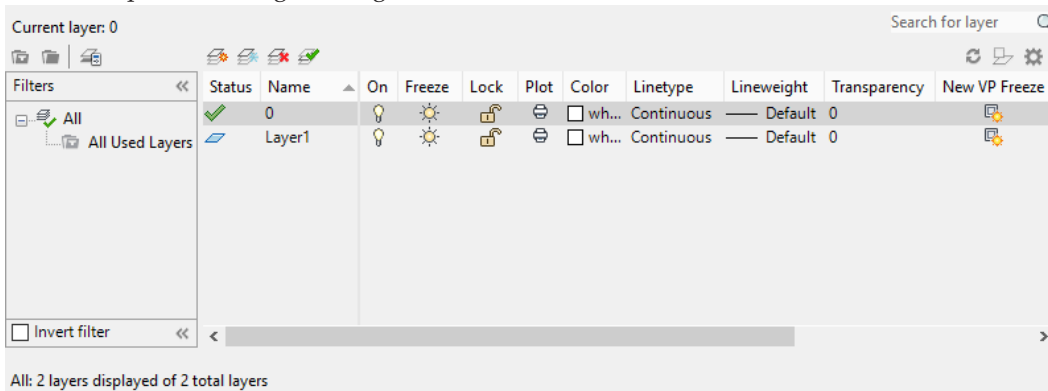 Current layer: 0
Search for layer
Filters
Status Name On Freeze Lock Plot Color Linetype Lineweight Transparency New VP Freeze
All
0 wh... Continuous Default 0
All Used Layers
Layer1 wh... Continuous Default 0
Invert filter
All: 2 layers displayed of 2 total layers